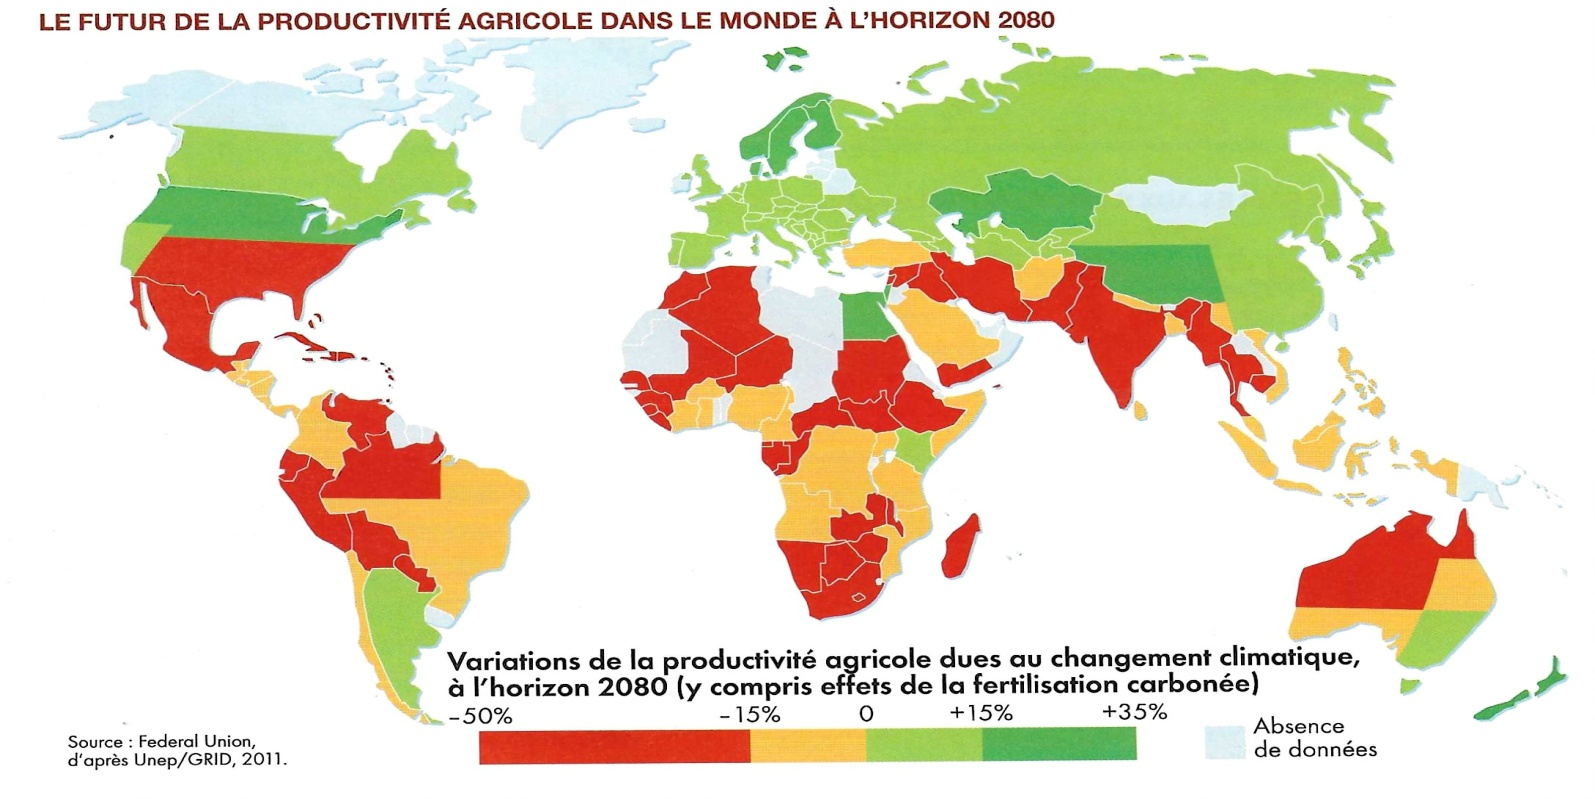 LE FUTUR DE LA PRODUCTIVITÉ AGRICOLE DANS LE MONDE À L'HORIZON 2080
Variations de la productivité agricole dues au changement climatique,
à l'horizon 2080 (y compris effets de la fertilisation carbonée)
–50% –15% 0 +15% +35%
Absence
de données
Source : Federal Union,
d'après Unep/GRID, 2011.